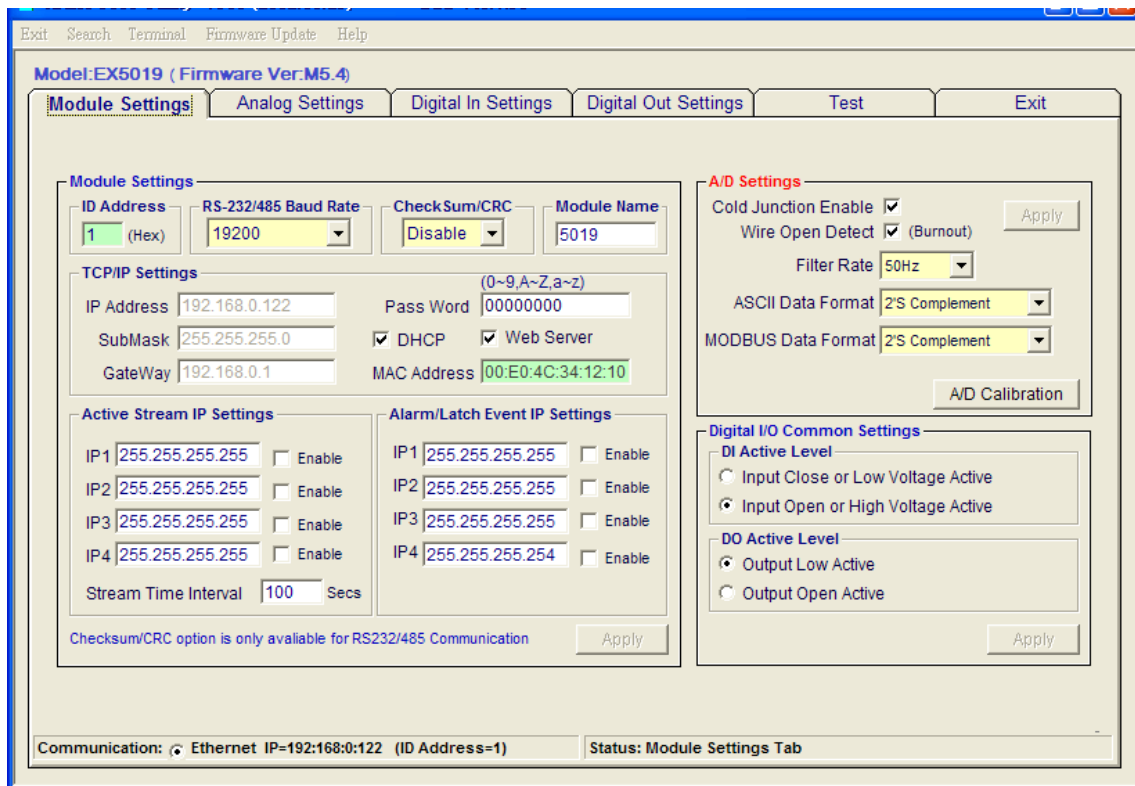 Exit Search Terminal Firmware Update Help
Model:EX5019 ( Firmware Ver:M5.4)
Module Settings Analog Settings Digital In Settings Digital Out Settings Test Exit
Module Settings
ID Address RS-232/485 Baud Rate CheckSum/CRC Module Name
1 (Hex) 19200 Disable 5019
TCP/IP Settings
(0~9,A~Z,a~z)
IP Address 192.168.0.122 Pass Word 00000000
SubMask 255.255.255.0 DHCP Web Server
GateWay 192.168.0.1 MAC Address 00:E0:4C:34:12:10
Active Stream IP Settings
IP1 255.255.255.255 Enable
IP2 255.255.255.255 Enable
IP3 255.255.255.255 Enable
IP4 255.255.255.255 Enable
Stream Time Interval 100 Secs
Alarm/Latch Event IP Settings
IP1 255.255.255.255 Enable
IP2 255.255.255.255 Enable
IP3 255.255.255.255 Enable
IP4 255.255.255.254 Enable
Checksum/CRC option is only avaliable for RS232/485 Communication Apply
A/D Settings
Cold Junction Enable Apply
Wire Open Detect (Burnout)
Filter Rate 50Hz
ASCII Data Format 2'S Complement
MODBUS Data Format 2'S Complement
A/D Calibration
Digital I/O Common Settings
DI Active Level
Input Close or Low Voltage Active
Input Open or High Voltage Active
DO Active Level
Output Low Active
Output Open Active
Apply
Communication: Ethernet IP=192:168:0:122 (ID Address=1) Status: Module Settings Tab